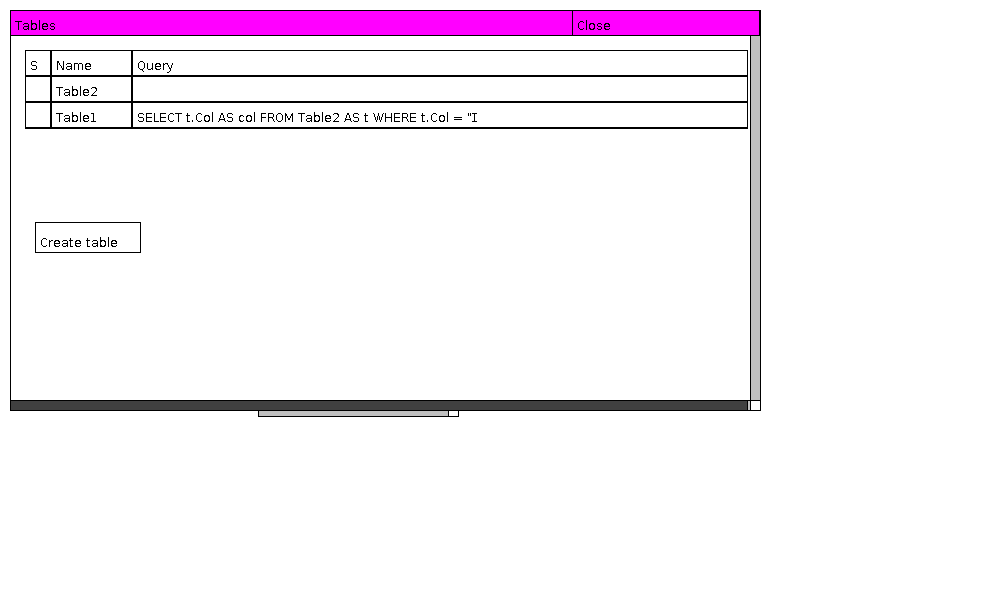 Tables Close
S Name Query
Table2
Table1 SELECT t.Col AS col FROM Table2 AS t WHERE t.Col = "I
Create table